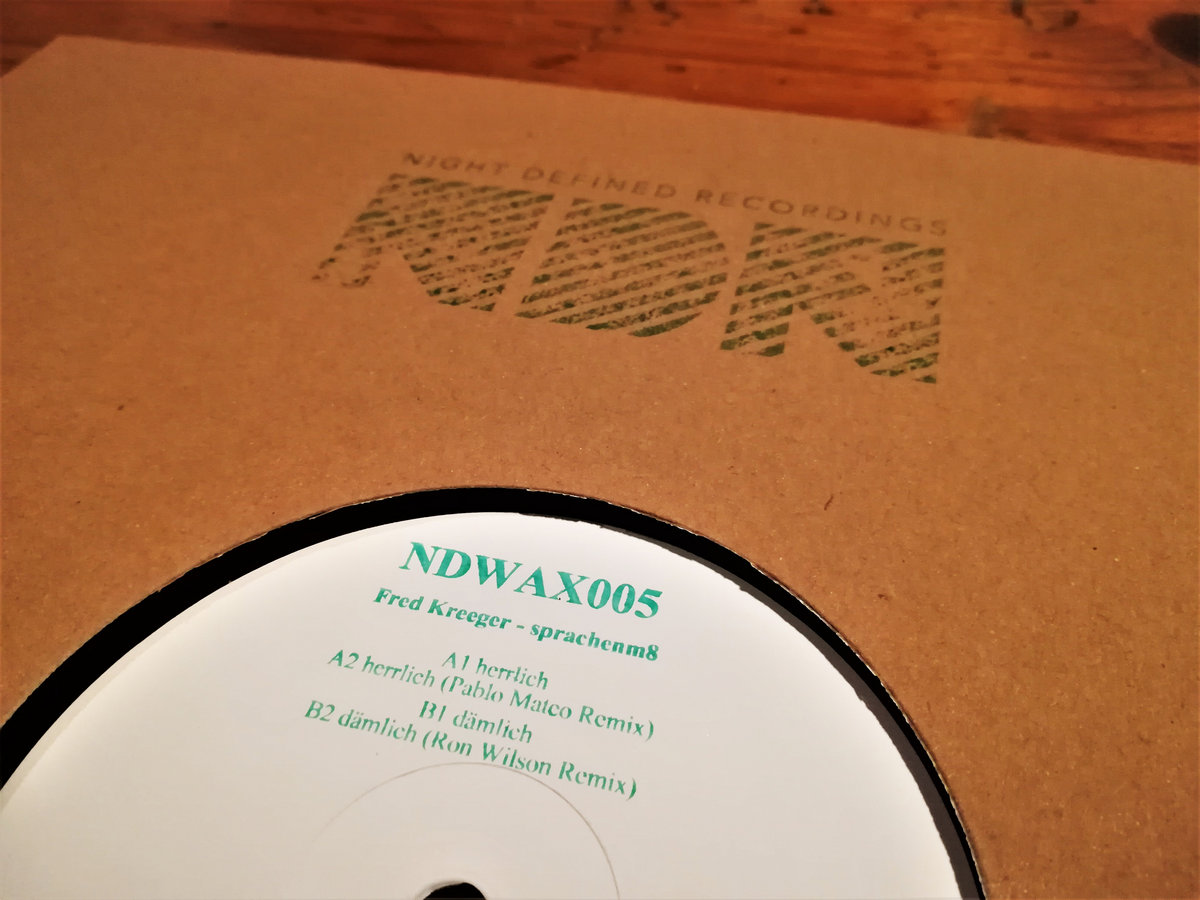 NIGHT DEFINED RECORDINGS
NDR
NDWAX005
Fred Kreeger - sprachenm8
A1 herrlich
A2 herrlich (Pablo Mateo Remix)
B1 dämlich
B2 dämlich (Ron Wilson Remix)